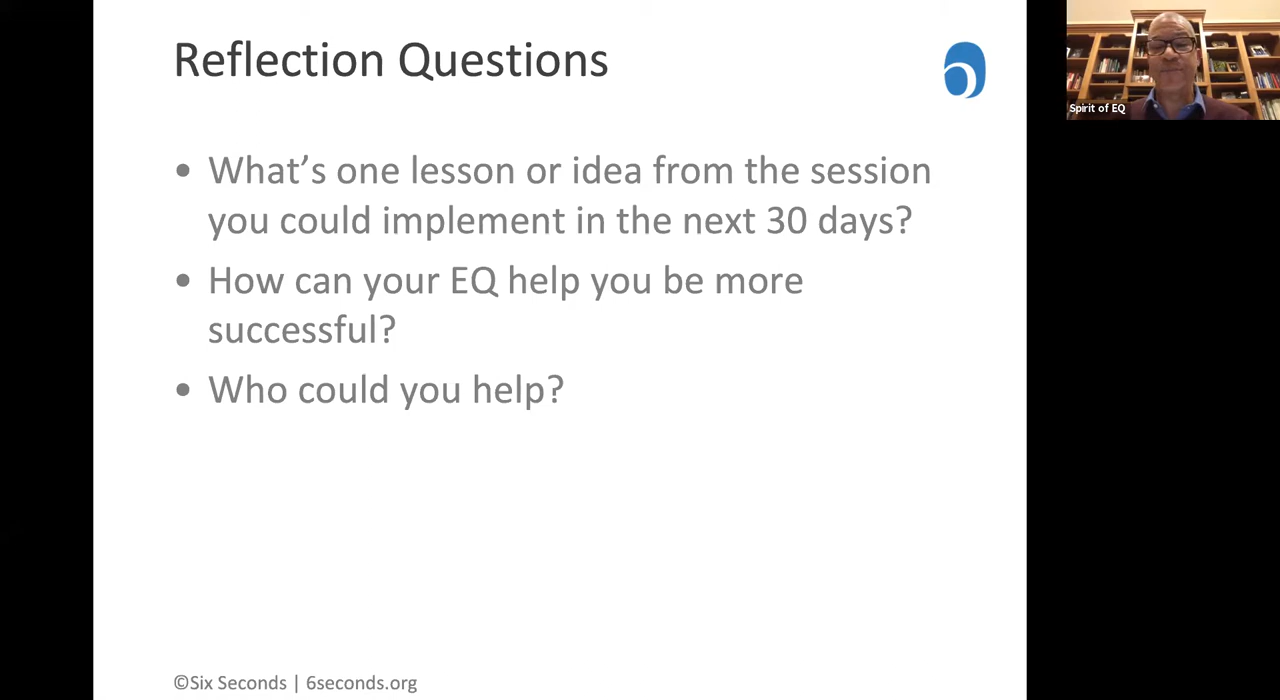 Reflection Questions
Spirit of EQ
• What’s one lesson or idea from the session
you could implement in the next 30 days?
• How can your EQ help you be more
successful?
• Who could you help?
©Six Seconds | 6seconds.org